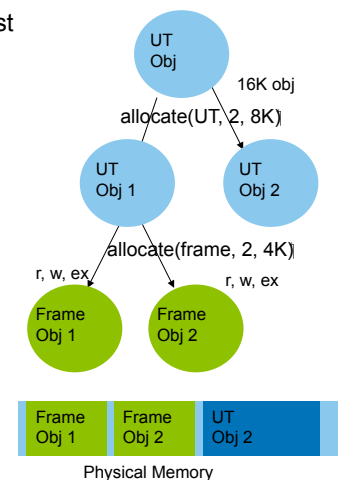 st
UT
Obj
16K obj
allocate(UT, 2, 8K)
UT
Obj 1
UT
Obj 2
allocate(frame, 2, 4K)
r, w, ex
r, w, ex
Frame
Obj 1
Frame
Obj 2
Frame
Obj 1
Frame
Obj 2
UT
Obj 2
Physical Memory